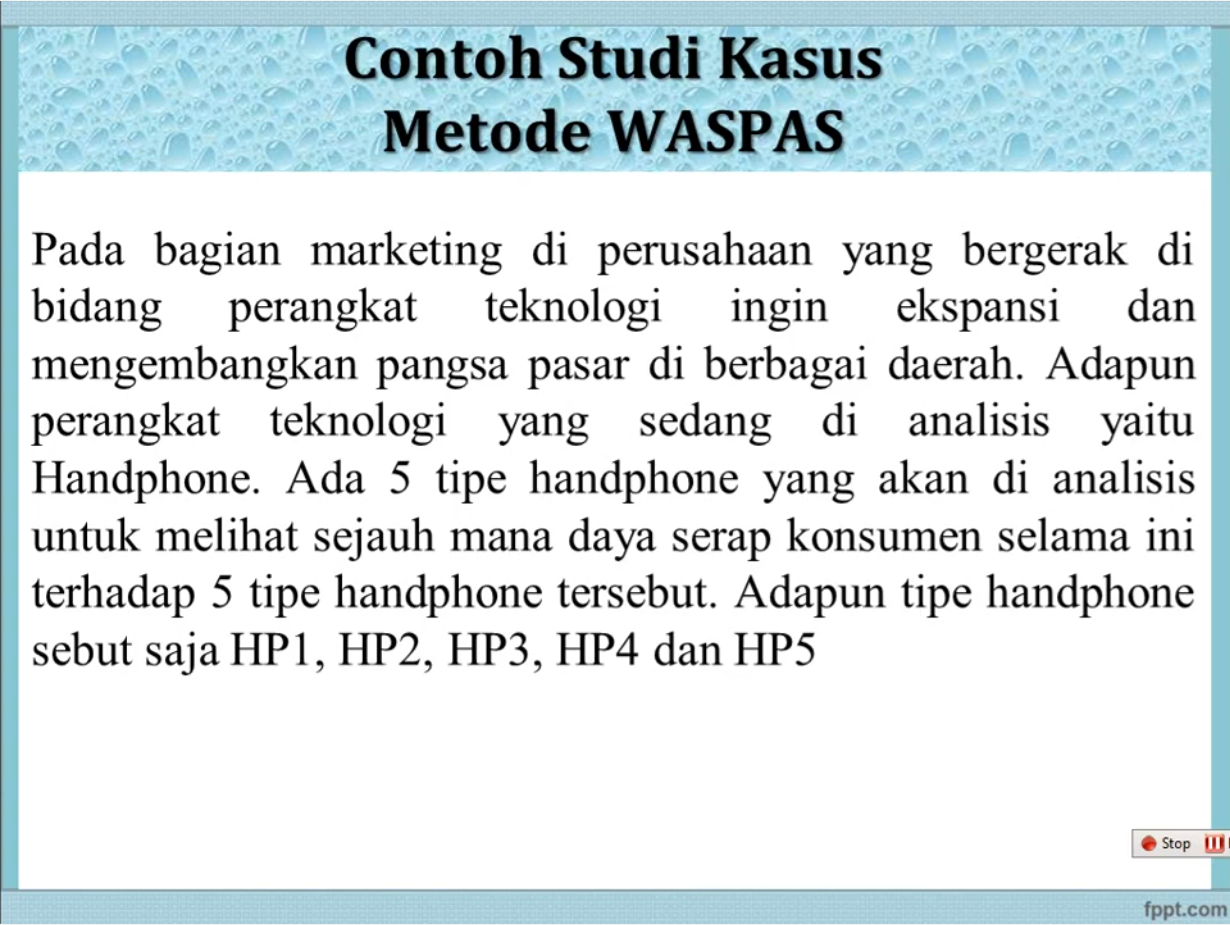 Contoh Studi Kasus
Metode WASPAS
Pada bagian marketing di perusahaan yang bergerak di
bidang perangkat teknologi ingin ekspansi dan
mengembangkan pangsa pasar di berbagai daerah. Adapun
perangkat teknologi yang sedang di analisis yaitu
Handphone. Ada 5 tipe handphone yang akan di analisis
untuk melihat sejauh mana daya serap konsumen selama ini
terhadap 5 tipe handphone tersebut. Adapun tipe handphone
sebut saja HP1, HP2, HP3, HP4 dan HP5
Stop
fppt.com